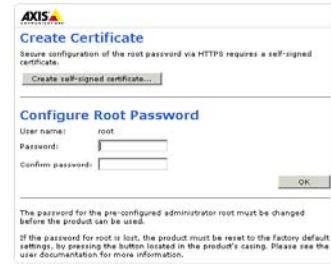 AXIS
COMMUNICATIONS
Create Certificate
Secure configuration of the root password via HTTPS requires a self-signed
certificate.
Create self-signed certificate...
Configure Root Password
User name: root
Password:
Confirm password:
OK
The password for the pre-configured administrator root must be changed
before the product can be used.
If the password for root is lost, the product must be reset to the factory default
settings, by pressing the button located in the product's casing. Please see the
user documentation for more information.